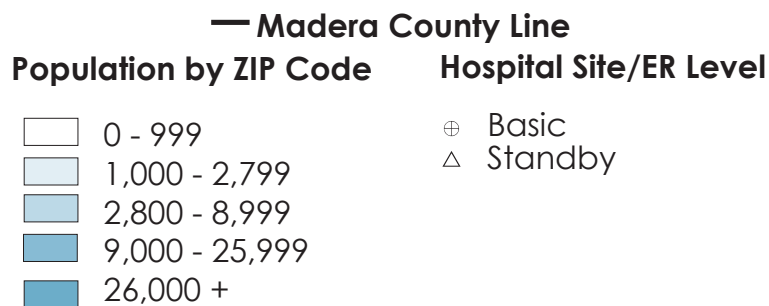 Madera County Line
Population by ZIP Code
0 - 999
1,000 - 2,799
2,800 - 8,999
9,000 - 25,999
26,000 +
Hospital Site/ER Level
Basic
Standby